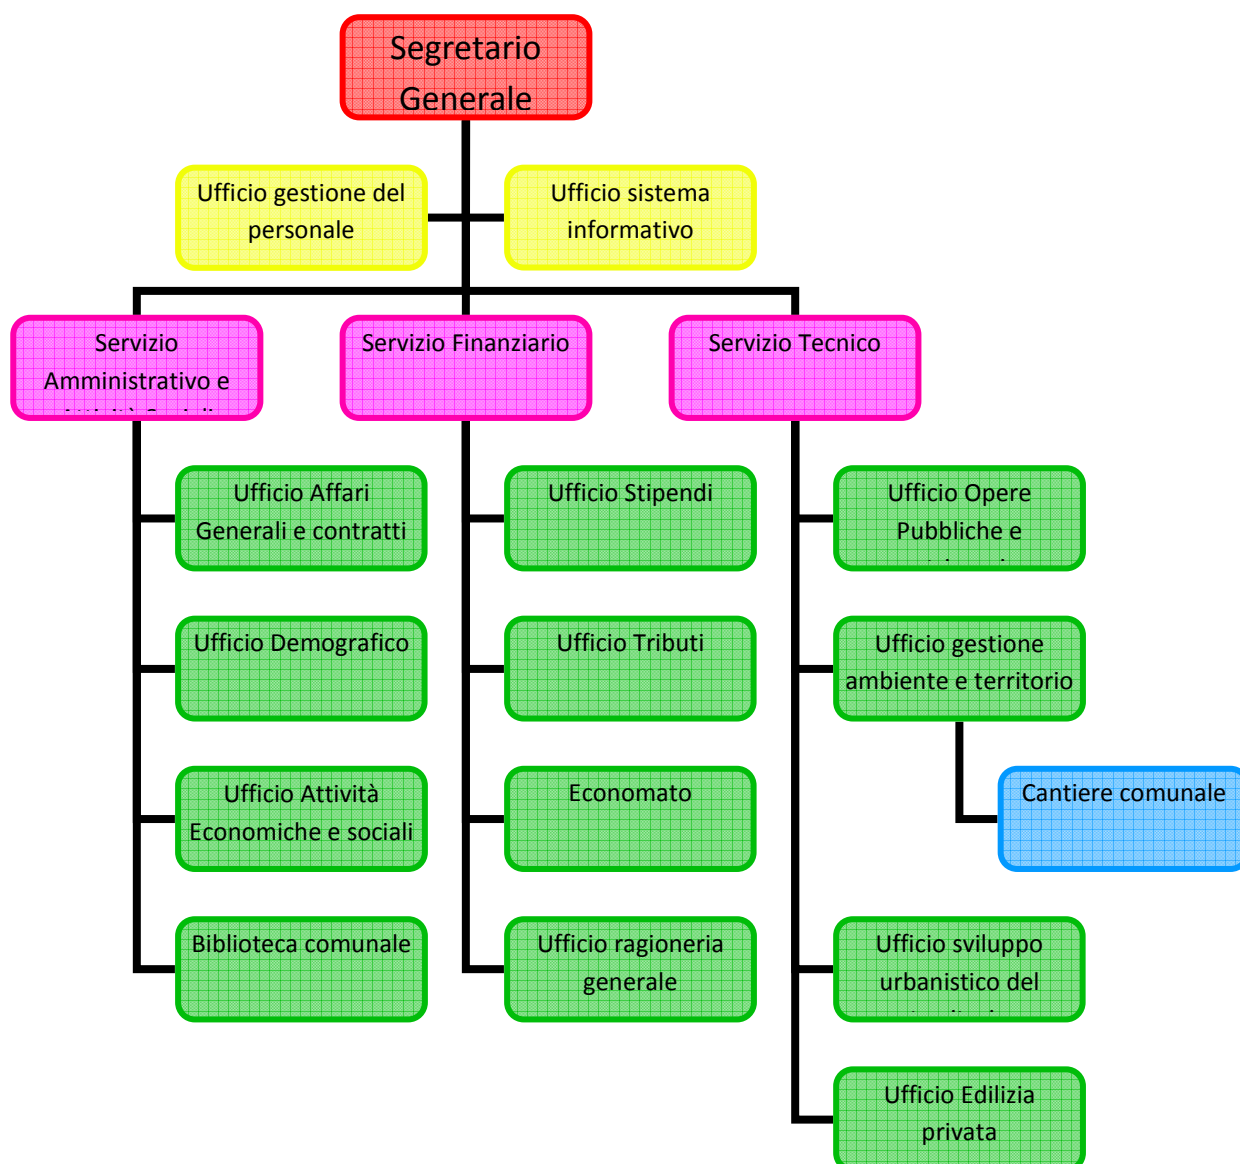 Segretario
Generale
Ufficio gestione del
personale
Ufficio sistema
informativo
Servizio
Amministrativo e
Servizio Finanziario
Servizio Tecnico
Ufficio Affari
Generali e contratti
Ufficio Stipendi
Ufficio Opere
Pubbliche e
Ufficio Demografico
Ufficio Tributi
Ufficio gestione
ambiente e territorio
Ufficio Attività
Economiche e sociali
Economato
Cantiere comunale
Biblioteca comunale
Ufficio ragioneria
generale
Ufficio sviluppo
urbanistico del
Ufficio Edilizia
privata